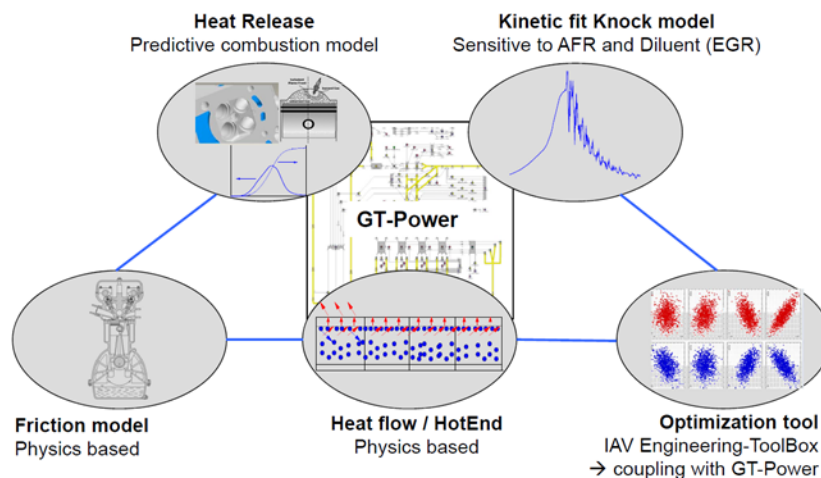 Heat Release
Predictive combustion model
Kinetic fit Knock model
Sensitive to AFR and Diluent (EGR)
GT-Power
Friction model
Physics based
Heat flow / HotEnd
Physics based
Optimization tool
IAV Engineering-ToolBox
→ coupling with GT-Power